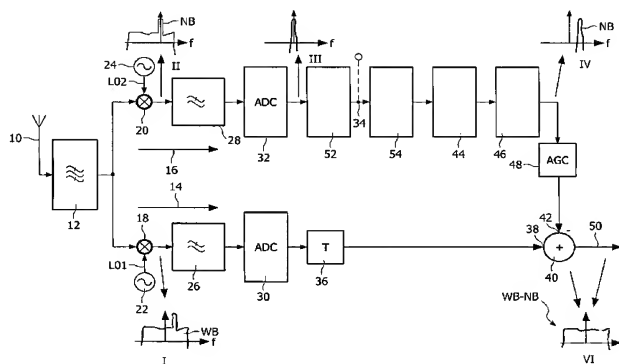 NB
f
II
24
LO2
20
28
ADC
32
III
f
34
52
54
44
46
NB
f
IV
AGC
48
10
12
16
14
18
LO1
22
26
ADC
30
T
36
38
42
-
+
40
50
WB
f
I
WB-NB
f
VI